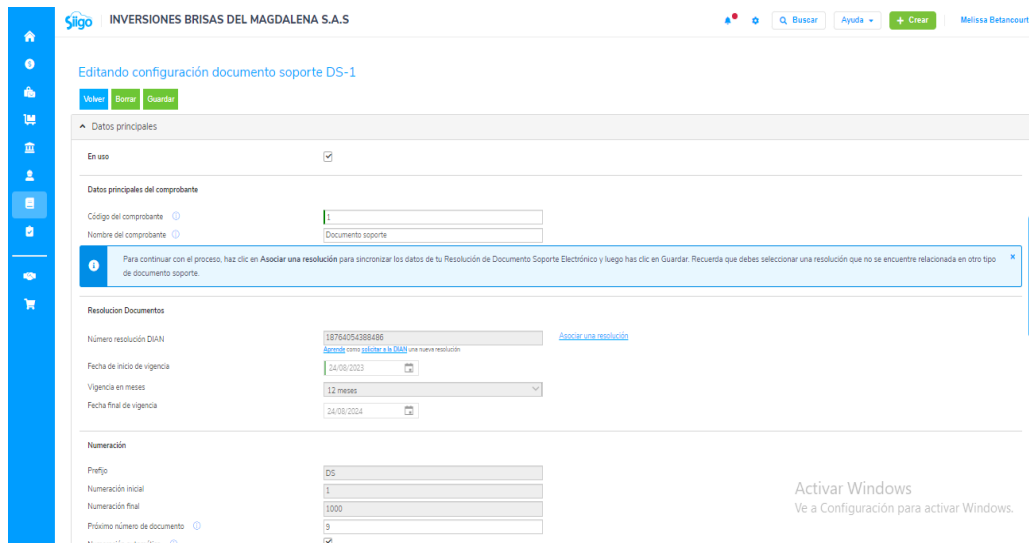 Siigo INVERSIONES BRISAS DEL MAGDALENA S.A.S Buscar Ayuda + Crear Melissa Betancourt
Editando configuración documento soporte DS-1
Volver Borrar Guardar
Datos principales
En uso
Datos principales del comprobante
Código del comprobante 1
Nombre del comprobante Documento soporte
Para continuar con el proceso, haz clic en Asociar una resolución para sincronizar los datos de tu Resolución de Documento Soporte Electrónico y luego has clic en Guardar. Recuerda que debes seleccionar una resolución que no se encuentre relacionada en otro tipo
de documento soporte.
Resolucion Documentos
Número resolución DIAN 18764054388486 Asociar una resolución
Aprende como solicitar a la DIAN una nueva resolución
Fecha de inicio de vigencia 24/08/2023
Vigencia en meses 12 meses
Fecha final de vigencia 24/08/2024
Numeración
Prefijo DS
Numeración inicial 1
Numeración final 1000
Próximo número de documento 9
Activar Windows
Ve a Configuración para activar Windows.